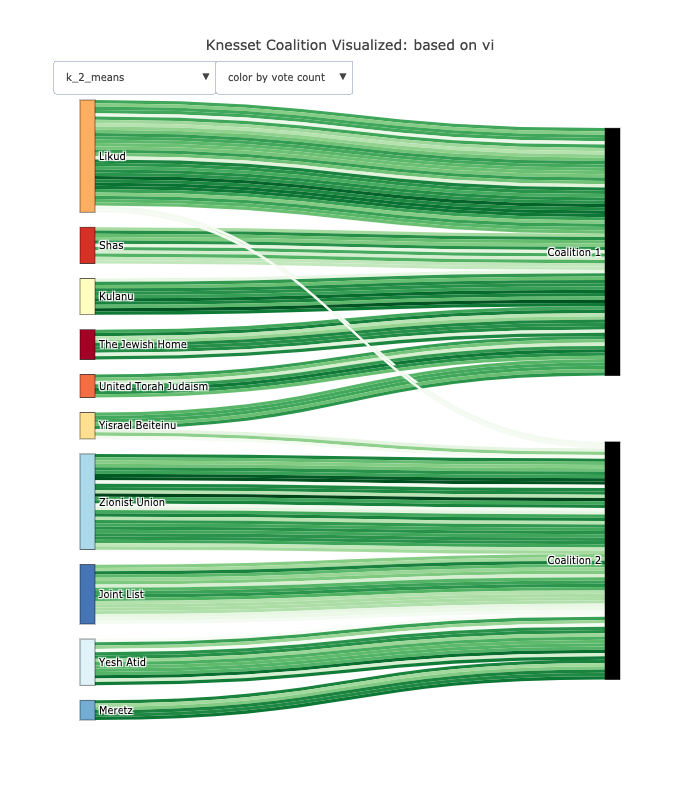 Knesset Coalition Visualized: based on vi
k_2_means ▼
color by vote count ▼
Likud
Shas
Coalition 1
Kulanu
The Jewish Home
United Torah Judaism
Yisrael Beiteinu
Zionist Union
Coalition 2
Joint List
Yesh Atid
Meretz